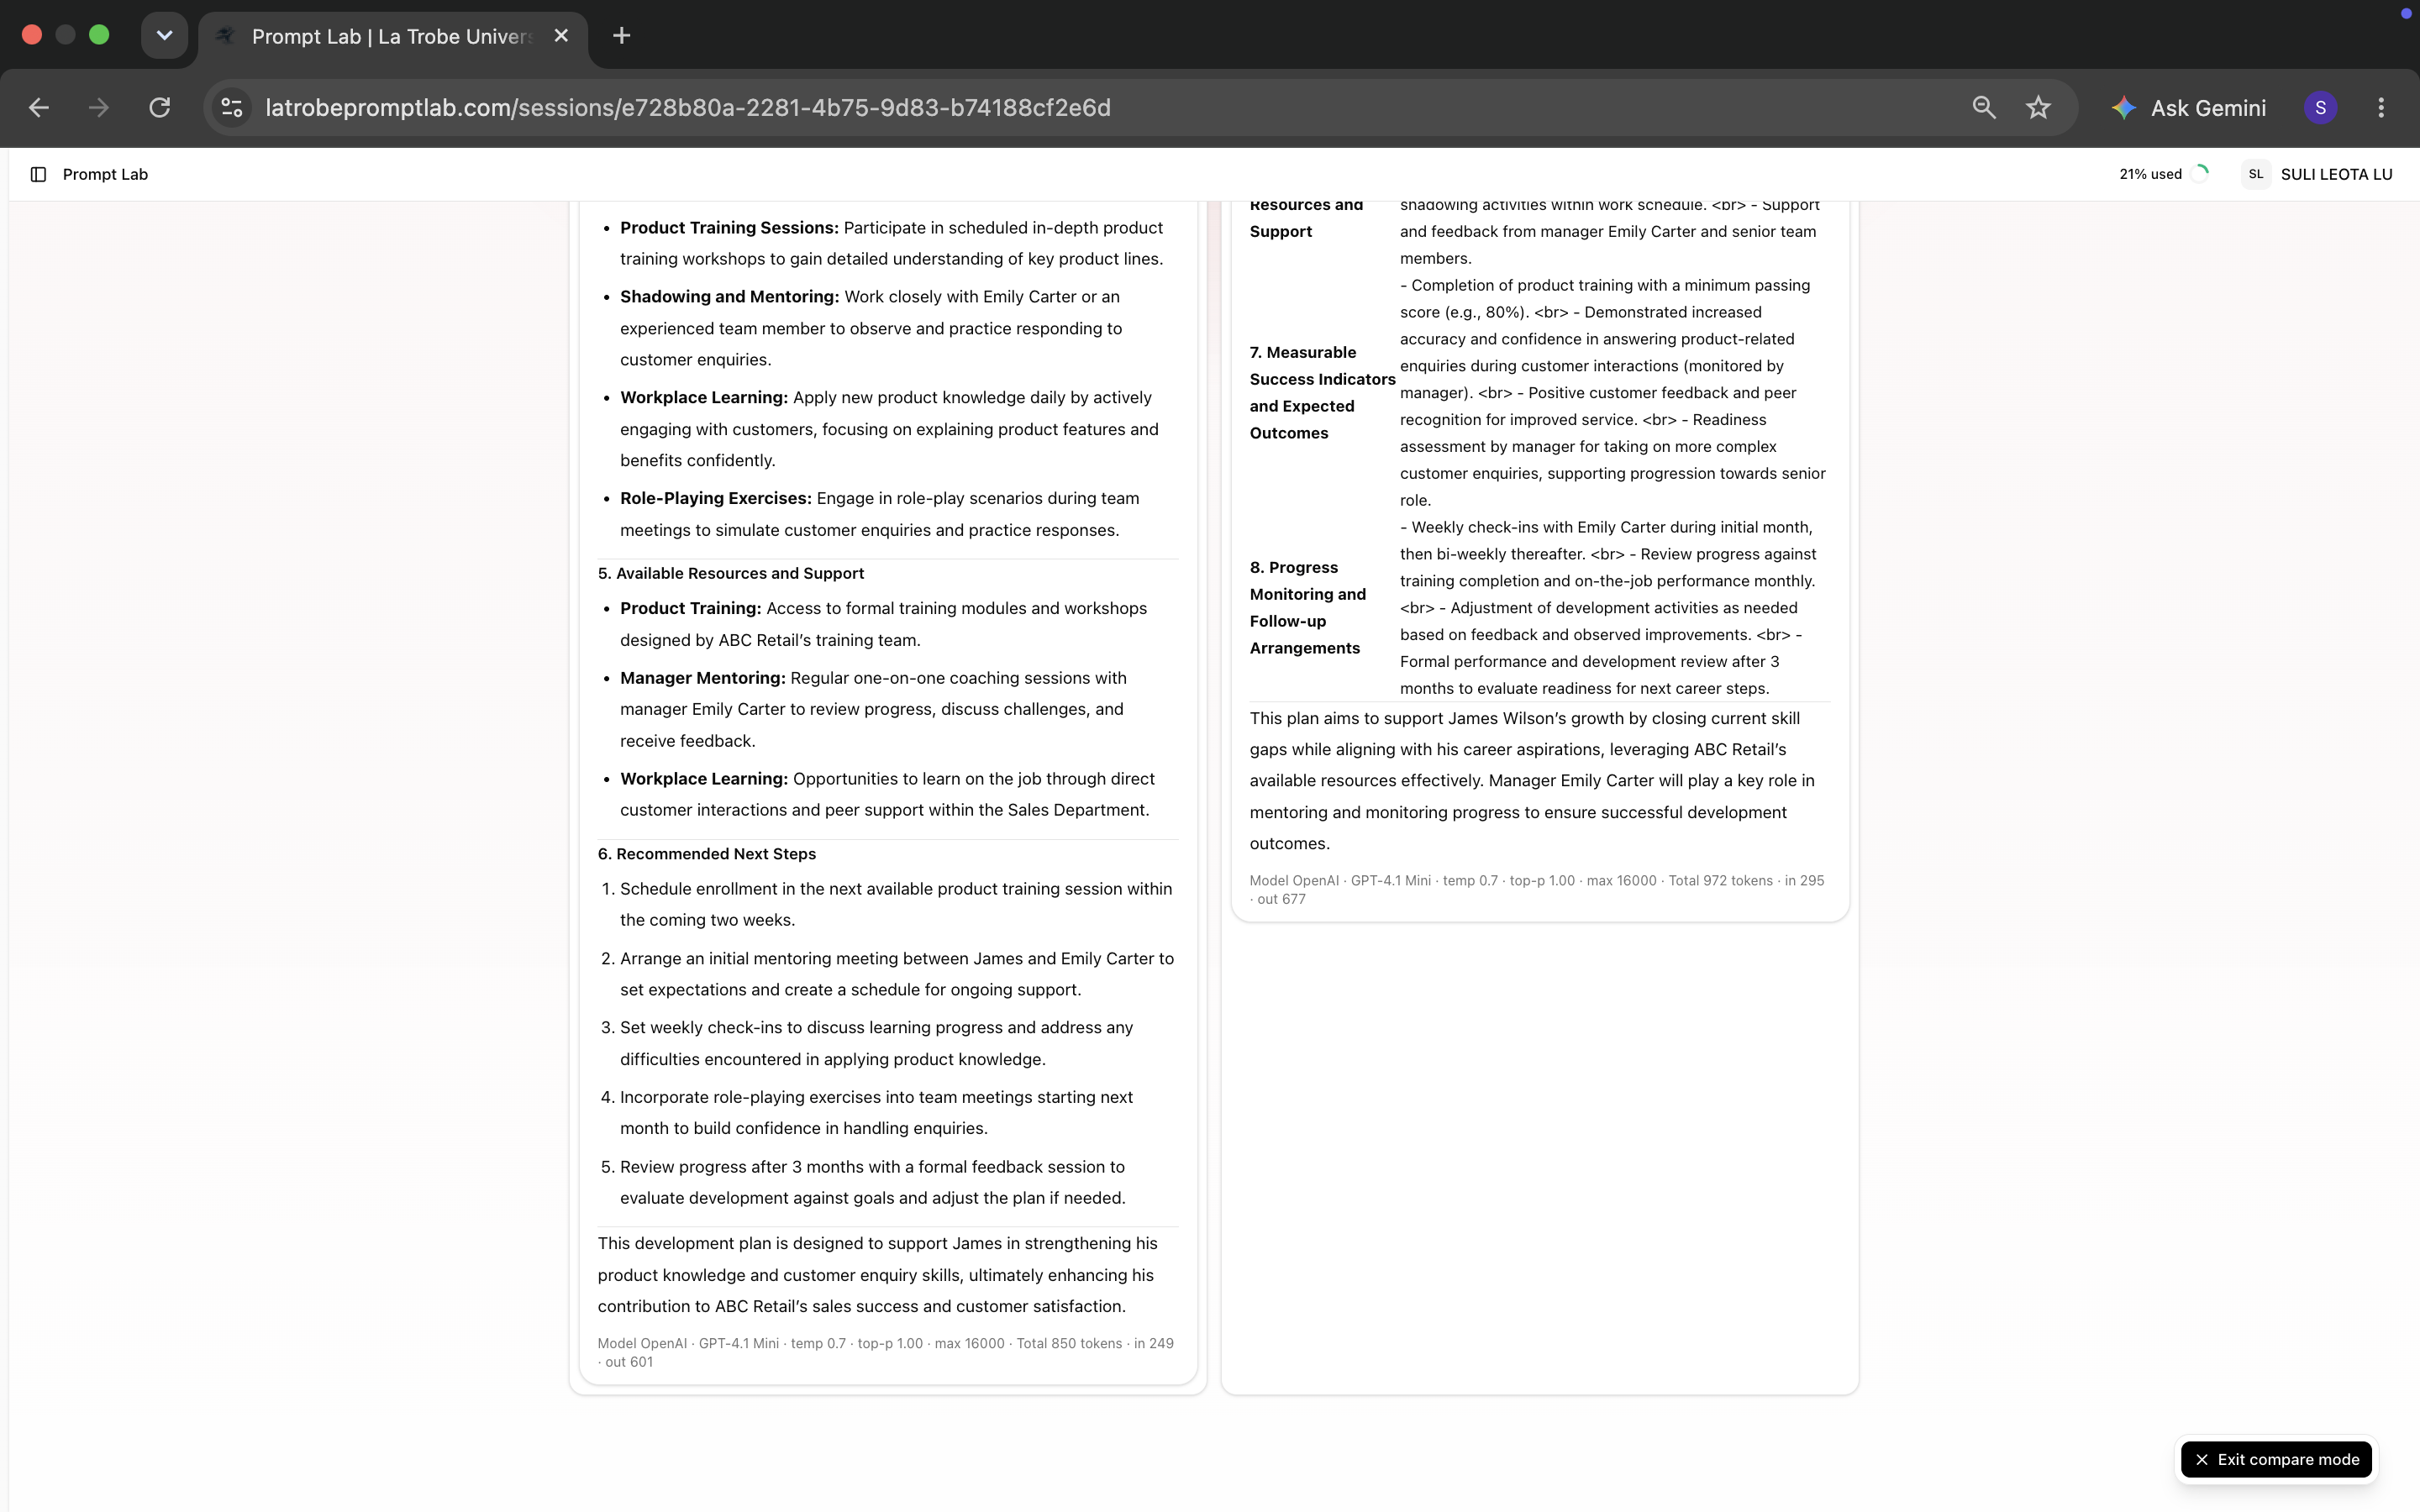 Prompt Lab | La Trobe Univers
latrobepromptlab.com/sessions/e728b80a-2281-4b75-9d83-b74188cf2e6d
Ask Gemini
S
Prompt Lab
21% used
SL
SULI LEOTA LU
• Product Training Sessions: Participate in scheduled in-depth product
training workshops to gain detailed understanding of key product lines.
• Shadowing and Mentoring: Work closely with Emily Carter or an
experienced team member to observe and practice responding to
customer enquiries.
• Workplace Learning: Apply new product knowledge daily by actively
engaging with customers, focusing on explaining product features and
benefits confidently.
• Role-Playing Exercises: Engage in role-play scenarios during team
meetings to simulate customer enquiries and practice responses.
5. Available Resources and Support
• Product Training: Access to formal training modules and workshops
designed by ABC Retail’s training team.
• Manager Mentoring: Regular one-on-one coaching sessions with
manager Emily Carter to review progress, discuss challenges, and
receive feedback.
• Workplace Learning: Opportunities to learn on the job through direct
customer interactions and peer support within the Sales Department.
6. Recommended Next Steps
1. Schedule enrollment in the next available product training session within
the coming two weeks.
2. Arrange an initial mentoring meeting between James and Emily Carter to
set expectations and create a schedule for ongoing support.
3. Set weekly check-ins to discuss learning progress and address any
difficulties encountered in applying product knowledge.
4. Incorporate role-playing exercises into team meetings starting next
month to build confidence in handling enquiries.
5. Review progress after 3 months with a formal feedback session to
evaluate development against goals and adjust the plan if needed.
This development plan is designed to support James in strengthening his
product knowledge and customer enquiry skills, ultimately enhancing his
contribution to ABC Retail’s sales success and customer satisfaction.
Model OpenAI · GPT-4.1 Mini · temp 0.7 · top-p 1.00 · max 16000 · Total 850 tokens · in 249
· out 601
Resources and
Support
shadowing activities within work schedule. <br> - Support
and feedback from manager Emily Carter and senior team
members.
7. Measurable
Success Indicators
and Expected
Outcomes
- Completion of product training with a minimum passing
score (e.g., 80%). <br> - Demonstrated increased
accuracy and confidence in answering product-related
enquiries during customer interactions (monitored by
manager). <br> - Positive customer feedback and peer
recognition for improved service. <br> - Readiness
assessment by manager for taking on more complex
customer enquiries, supporting progression towards senior
role.
8. Progress
Monitoring and
Follow-up
Arrangements
- Weekly check-ins with Emily Carter during initial month,
then bi-weekly thereafter. <br> - Review progress against
training completion and on-the-job performance monthly.
<br> - Adjustment of development activities as needed
based on feedback and observed improvements. <br> -
Formal performance and development review after 3
months to evaluate readiness for next career steps.
This plan aims to support James Wilson’s growth by closing current skill
gaps while aligning with his career aspirations, leveraging ABC Retail’s
available resources effectively. Manager Emily Carter will play a key role in
mentoring and monitoring progress to ensure successful development
outcomes.
Model OpenAI · GPT-4.1 Mini · temp 0.7 · top-p 1.00 · max 16000 · Total 972 tokens · in 295
· out 677
Exit compare mode